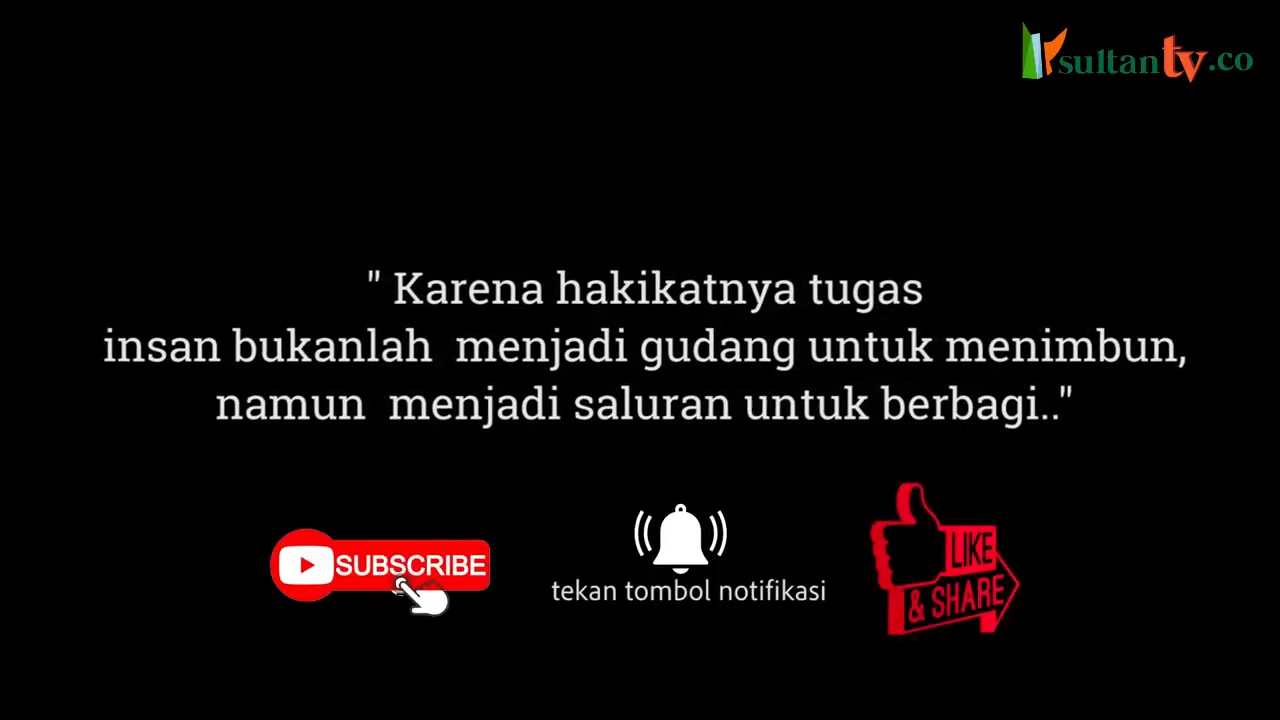 sultantv.co
" Karena hakikatnya tugas
insan bukanlah  menjadi gudang untuk menimbun,
namun  menjadi saluran untuk berbagi.."
SUBSCRIBE
tekan tombol notifikasi
LIKE
& SHARE